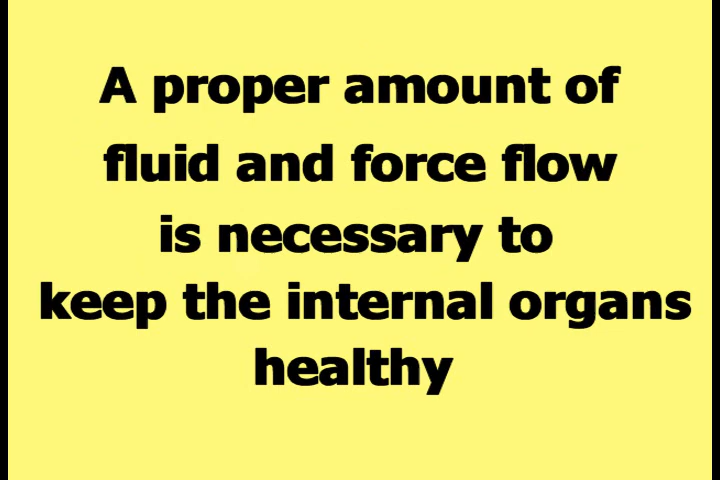 A proper amount of
fluid and force flow
is necessary to
keep the internal organs
healthy